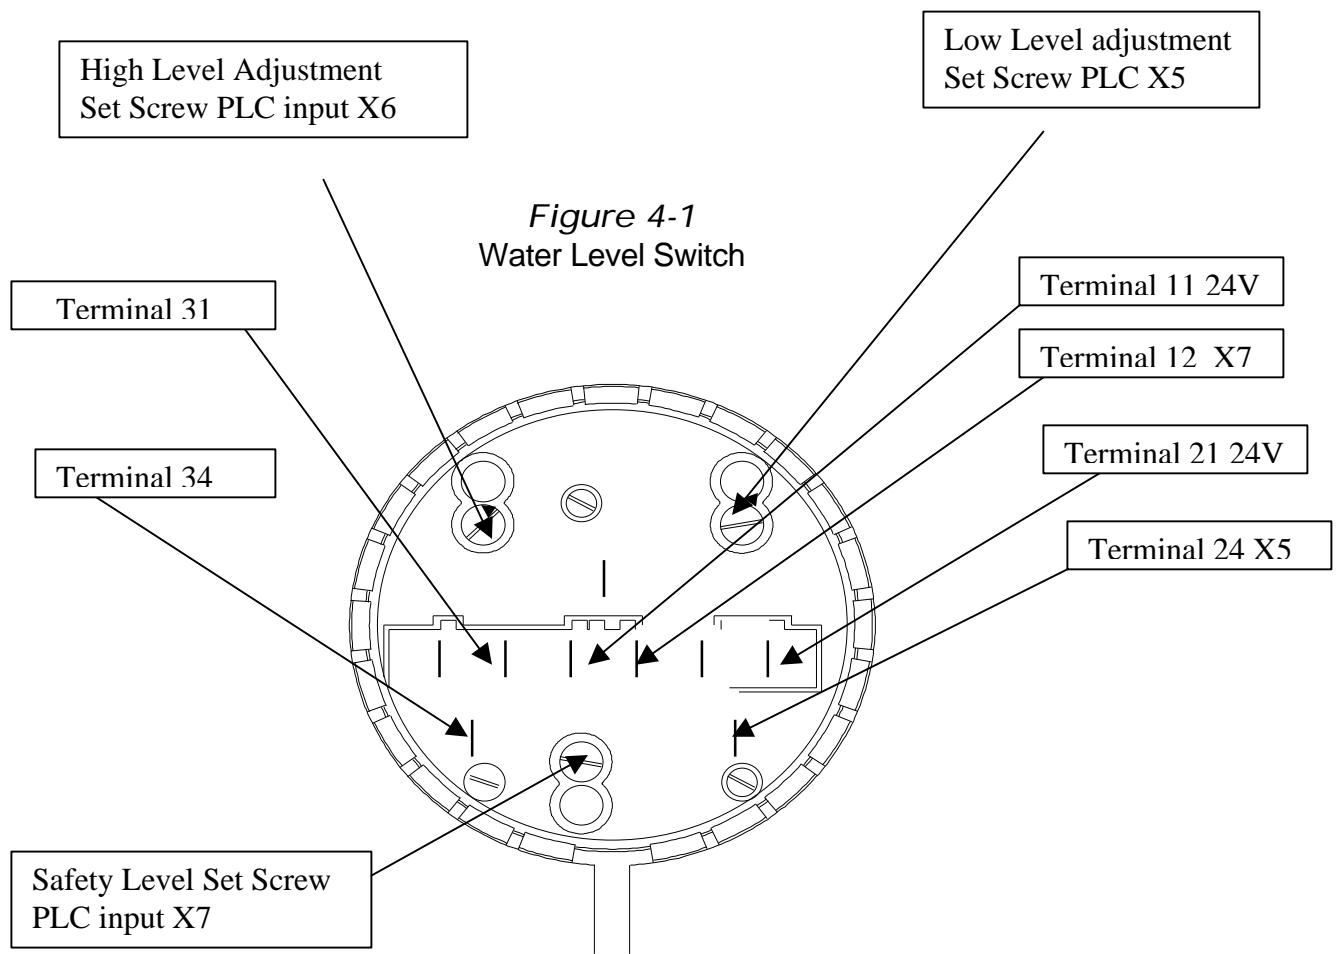 High Level Adjustment
Set Screw PLC input X6
Low Level adjustment
Set Screw PLC X5
Figure 4-1
Water Level Switch
Terminal 31
Terminal 11 24V
Terminal 12 X7
Terminal 34
Terminal 21 24V
Terminal 24 X5
Safety Level Set Screw
PLC input X7